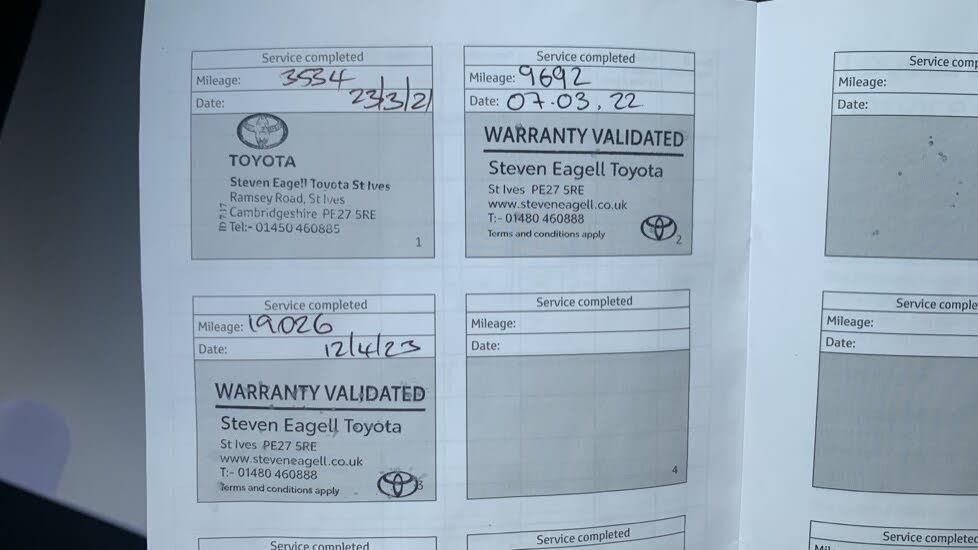 Service completed
Mileage: 3534
Date: 23/3/21
TOYOTA
Steven Eagell Toyota St Ives
Ramsey Road, St Ives
Cambridgeshire PE27 5RE
Tel:- 01450 460885
1
Service completed
Mileage: 9692
Date: 07.03.22
WARRANTY VALIDATED
Steven Eagell Toyota
St Ives PE27 5RE
www.steveneagell.co.uk
T:- 01480 460888
Terms and conditions apply
2
Service comp
Mileage:
Date:
Service completed
Mileage: 19026
Date: 12/4/23
WARRANTY VALIDATED
Steven Eagell Toyota
St Ives PE27 5RE
www.steveneagell.co.uk
T:- 01480 460888
Terms and conditions apply
3
Service completed
Mileage:
Date:
4
Service comple
Mileage:
Date:
Service completed
Service completed
Service complete